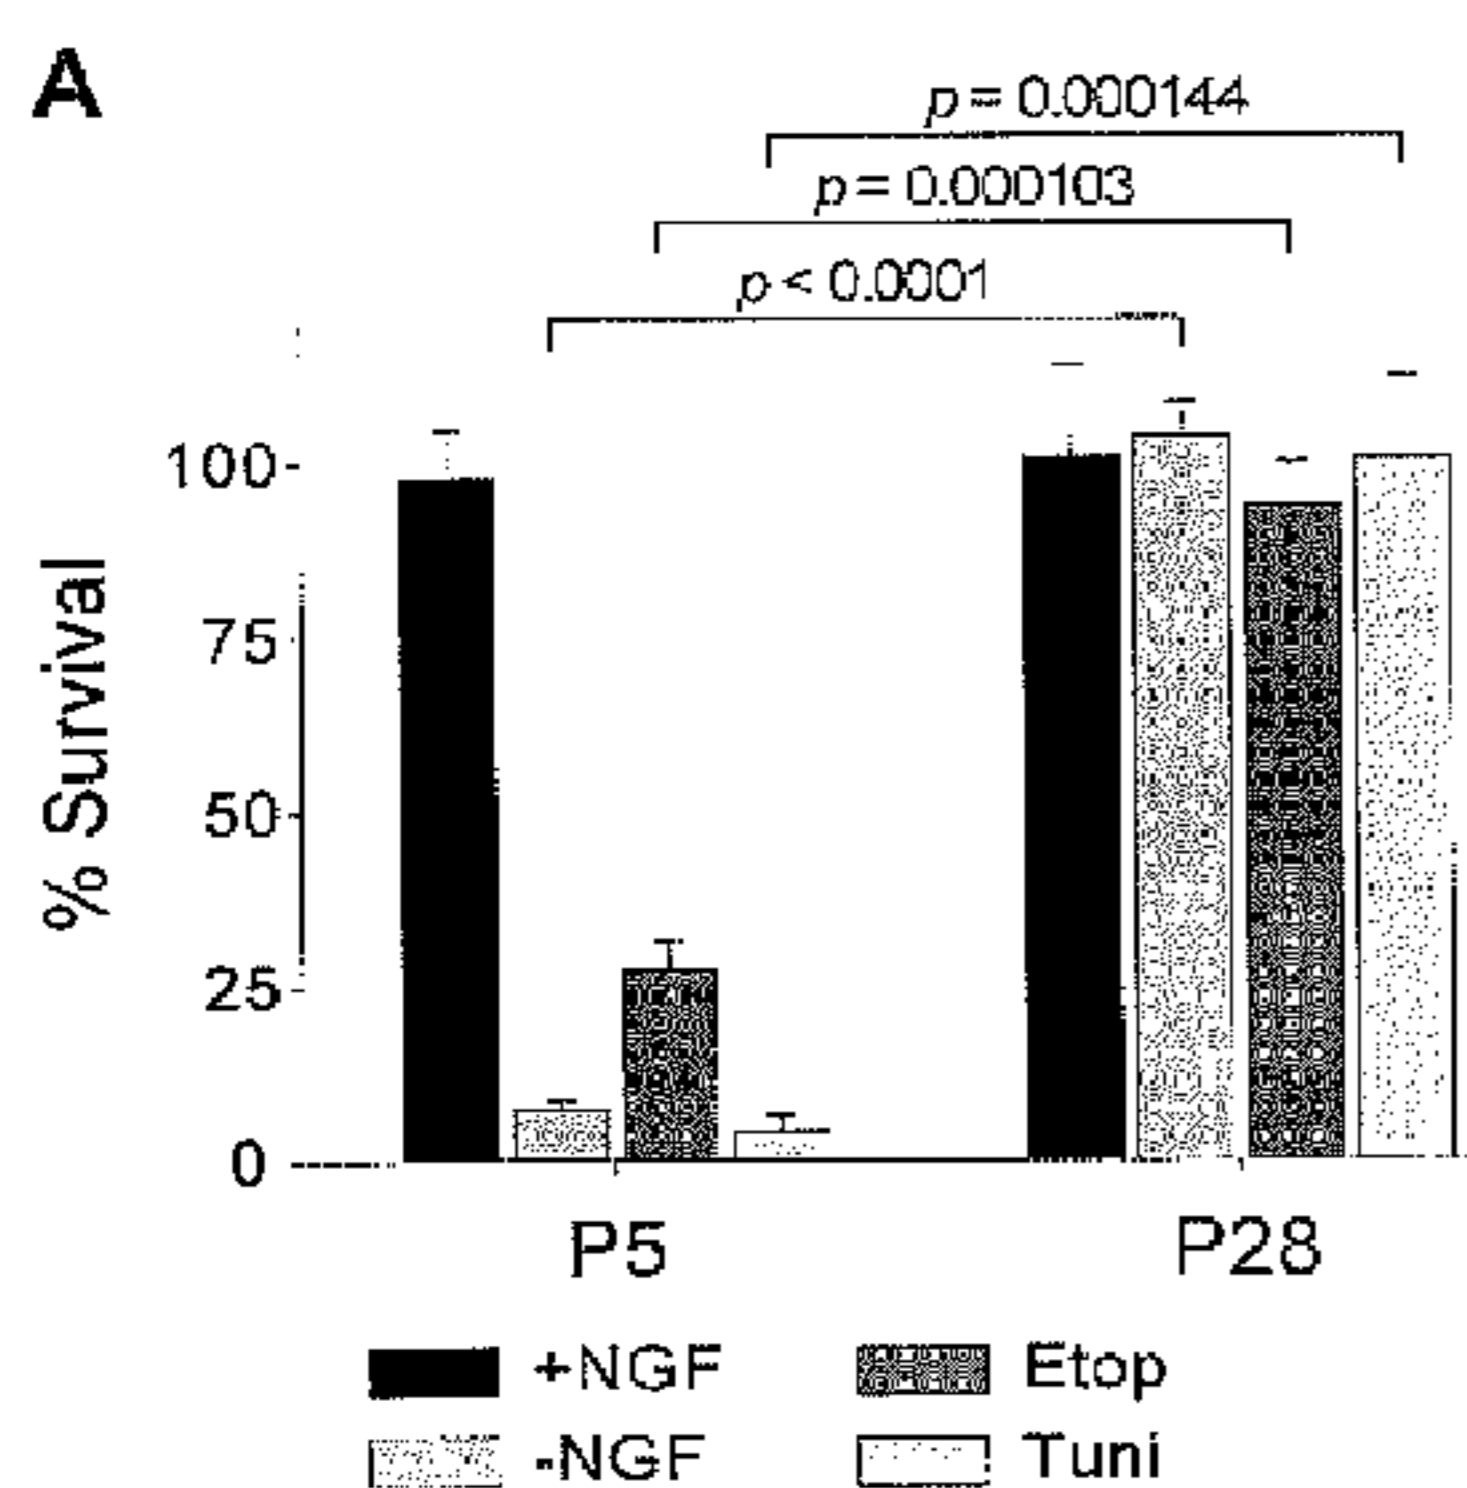 A
p = 0.000144
p = 0.000103
p < 0.0001
% Survival
100
75
50
25
0
P5 P28
+NGF Etop
-NGF Tuni